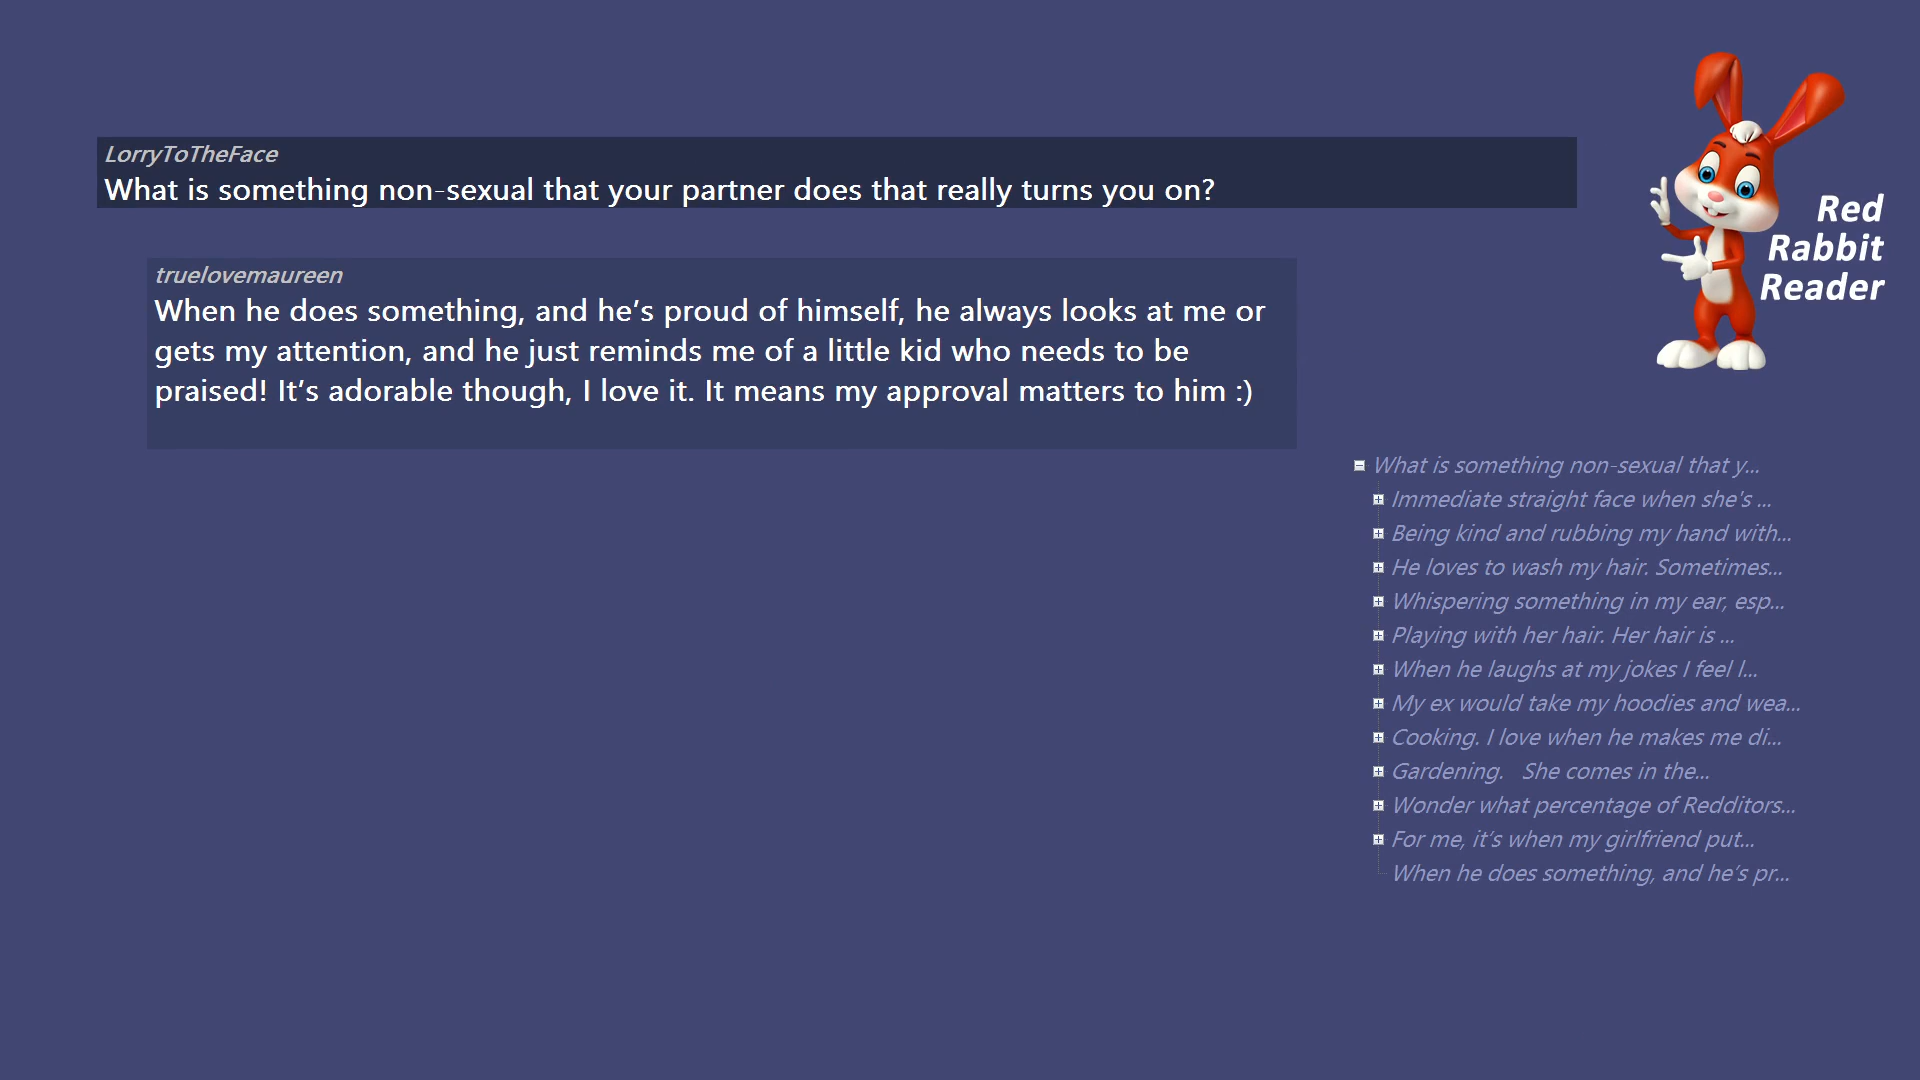 LorryToTheFace
What is something non-sexual that your partner does that really turns you on?
truelovemaureen
When he does something, and he’s proud of himself, he always looks at me or
gets my attention, and he just reminds me of a little kid who needs to be
praised! It’s adorable though, I love it. It means my approval matters to him :)
Red
Rabbit
Reader
What is something non-sexual that y...
Immediate straight face when she's ...
Being kind and rubbing my hand with...
He loves to wash my hair. Sometimes...
Whispering something in my ear, esp...
Playing with her hair. Her hair is ...
When he laughs at my jokes I feel l...
My ex would take my hoodies and wea...
Cooking. I love when he makes me di...
Gardening.   She comes in the...
Wonder what percentage of Redditors...
For me, it’s when my girlfriend put...
When he does something, and he’s pr...